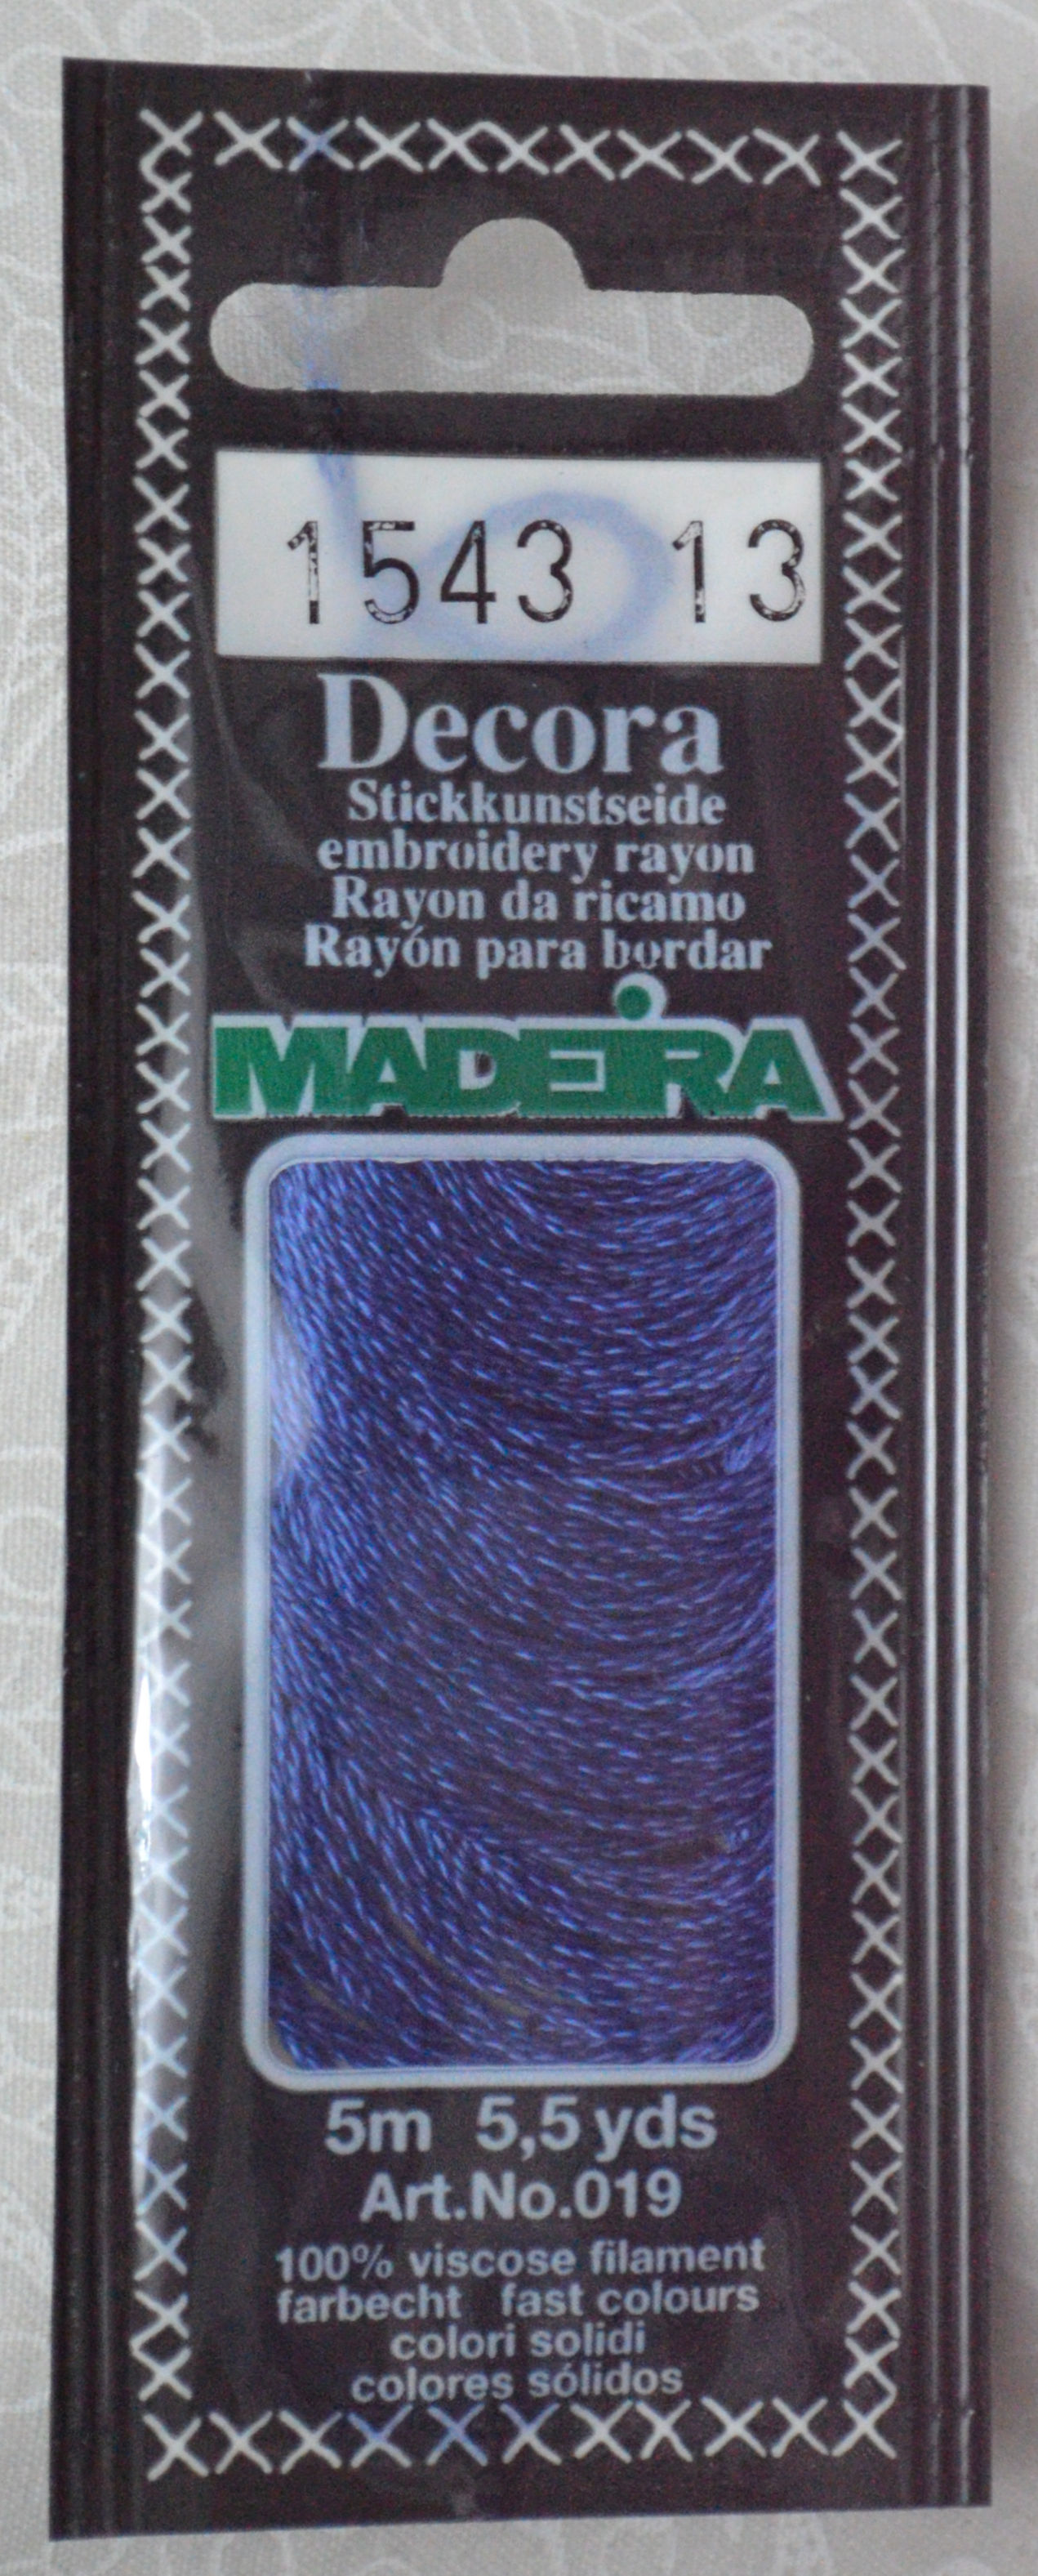 1543 13
Decora
Stickkunstseide
embroidery rayon
Rayon da ricamo
Rayón para bordar
MADEiRA
5m 5,5 yds
Art.No.019
100% viscose filament
farbecht fast colours
colori solidi
colores sólidos